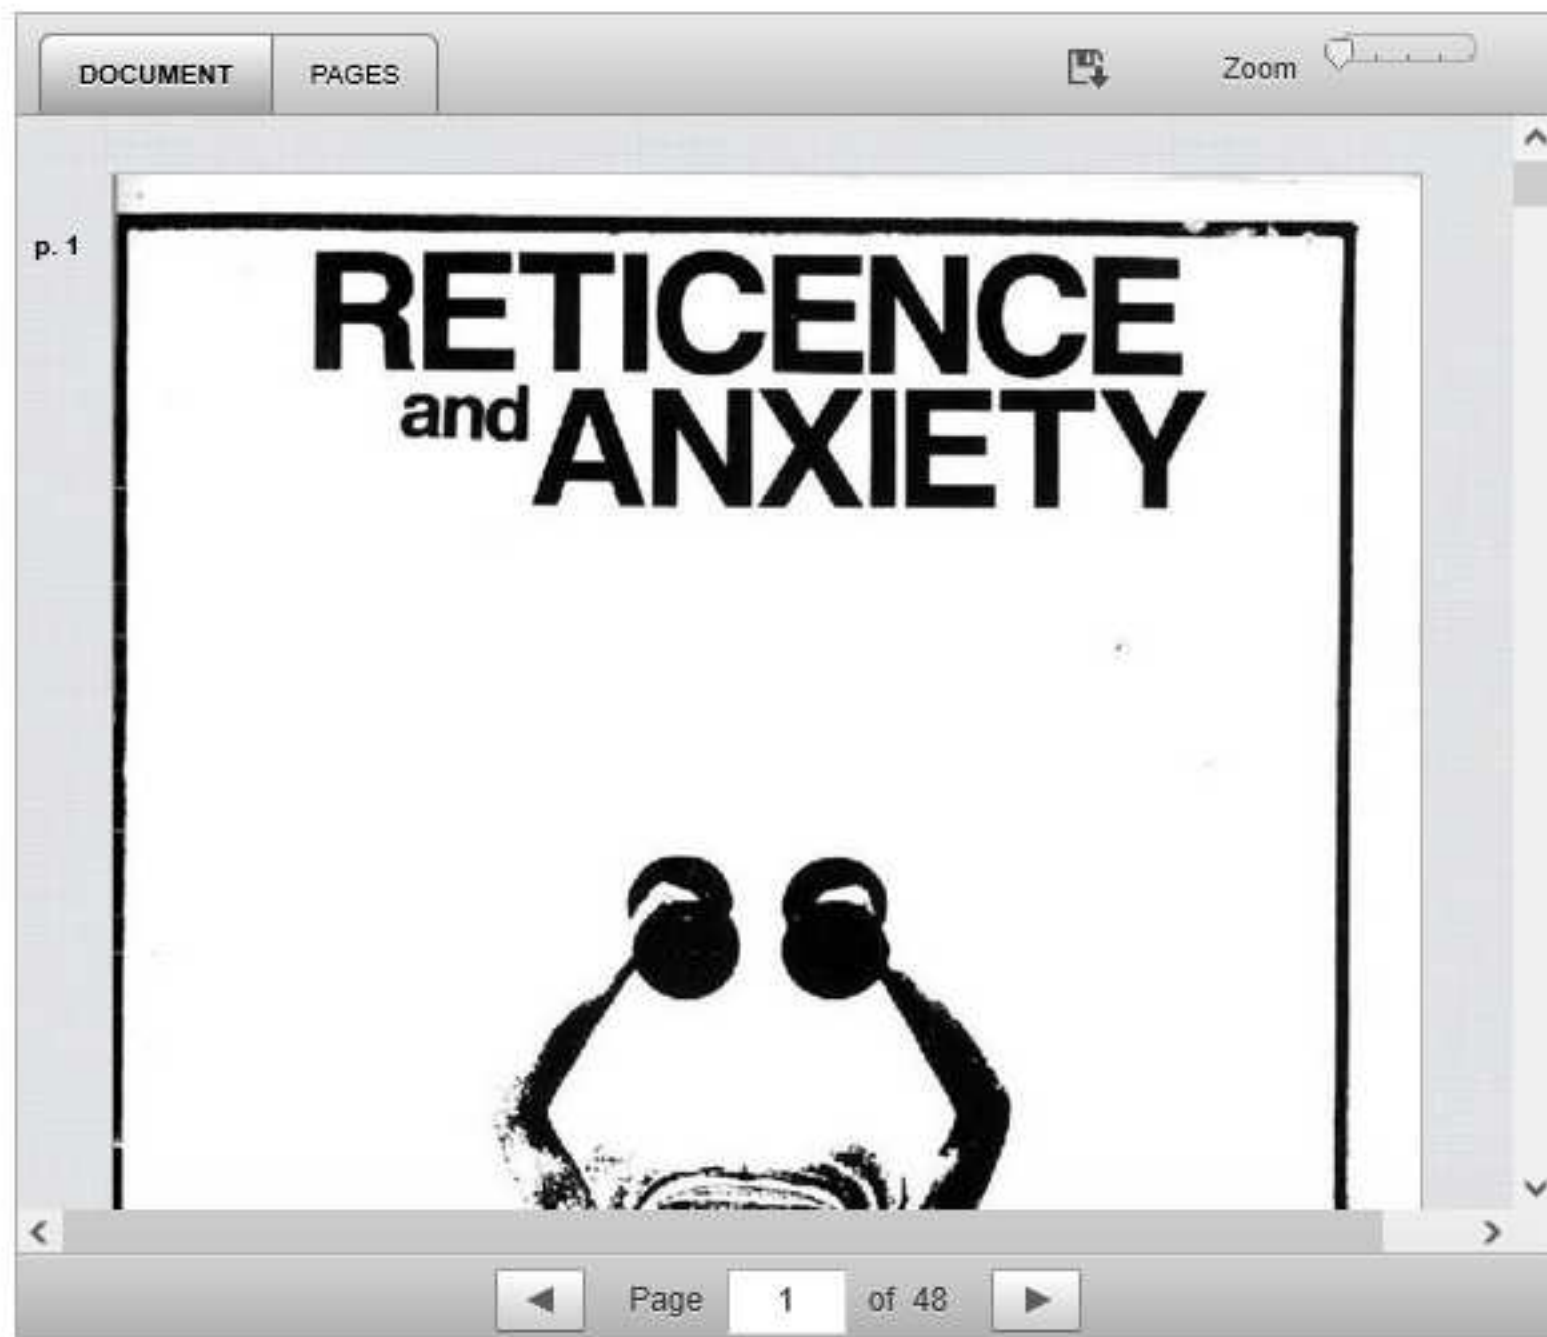 DOCUMENT PAGES Zoom
p. 1
RETICENCE
and ANXIETY
Page 1 of 48